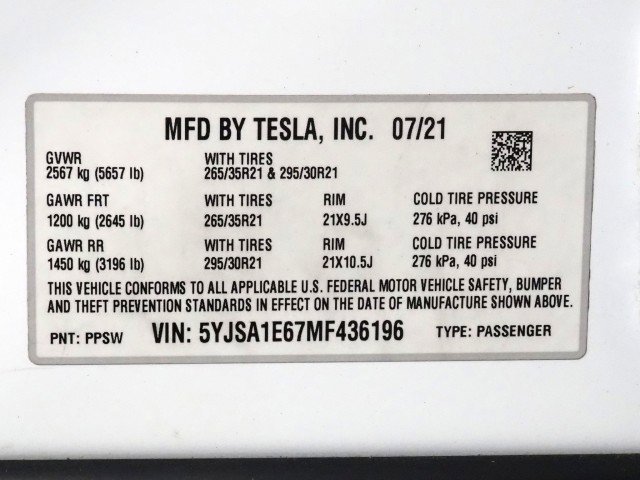 MFD BY TESLA, INC. 07/21
GVWR WITH TIRES
2567 kg (5657 lb) 265/35R21 & 295/30R21
GAWR FRT WITH TIRES RIM COLD TIRE PRESSURE
1200 kg (2645 lb) 265/35R21 21X9.5J 276 kPa, 40 psi
GAWR RR WITH TIRES RIM COLD TIRE PRESSURE
1450 kg (3196 lb) 295/30R21 21X10.5J 276 kPa, 40 psi
THIS VEHICLE CONFORMS TO ALL APPLICABLE U.S. FEDERAL MOTOR VEHICLE SAFETY, BUMPER
AND THEFT PREVENTION STANDARDS IN EFFECT ON THE DATE OF MANUFACTURE SHOWN ABOVE.
PNT: PPSW VIN: 5YJSA1E67MF436196 TYPE: PASSENGER